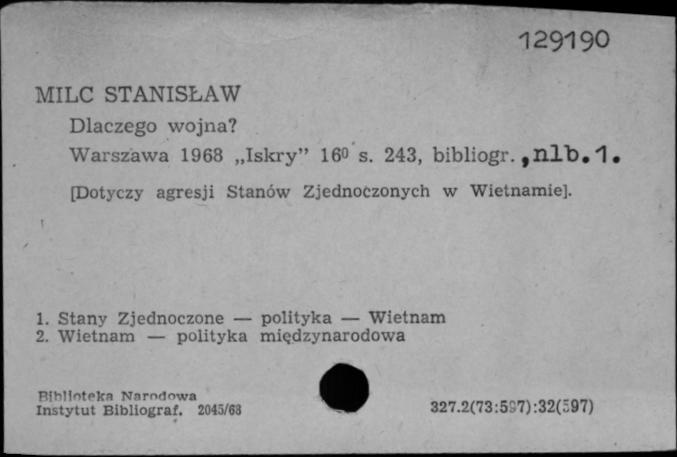 129190
MILC STANISŁAW
Dlaczego wojna?
Warszawa 1968 „Iskry” 16⁰ s. 243, bibliogr. , nlb. 1.
[Dotyczy agresji Stanów Zjednoczonych w Wietnamie].
1. Stany Zjednoczone — polityka — Wietnam
2. Wietnam — polityka międzynarodowa
Biblioteka Narodowa
Instytut Bibliograf. 2045/68
327.2(73:597):32(597)